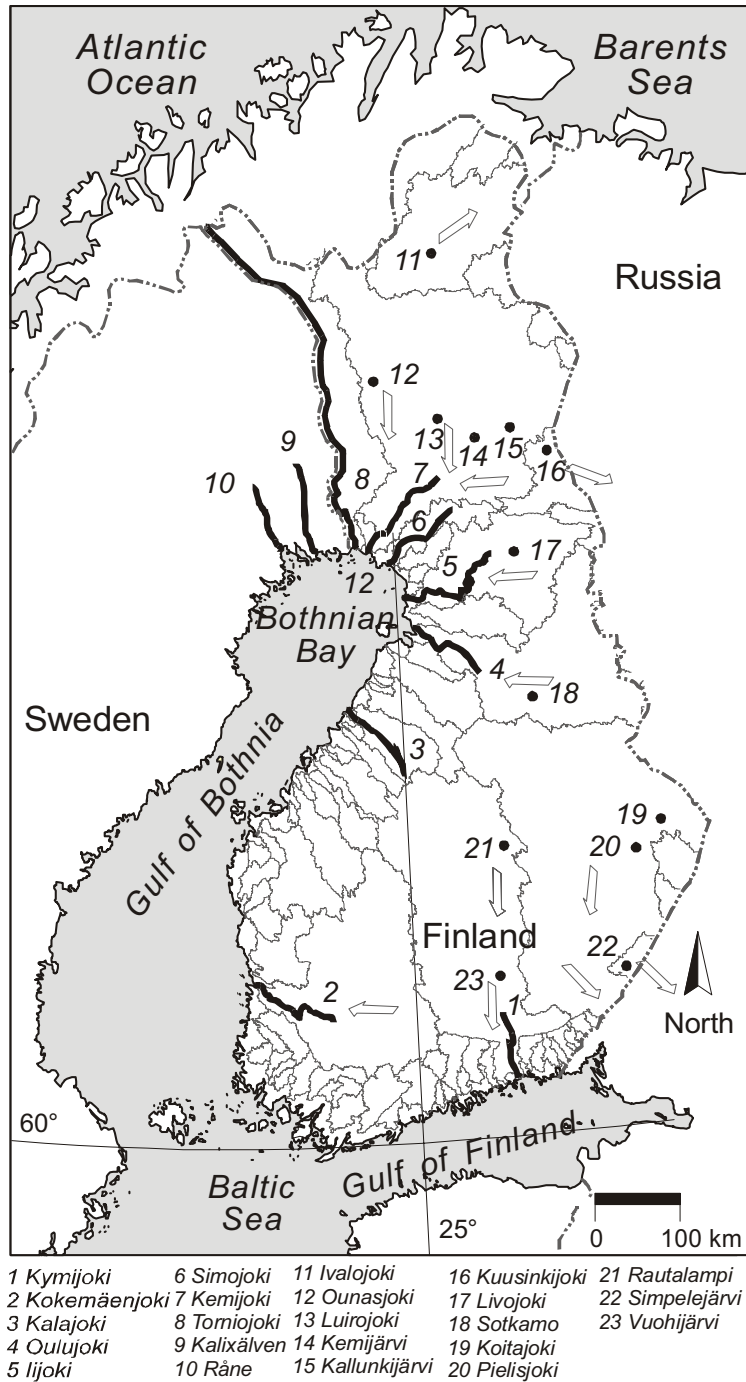 Atlantic
Ocean
Barents
Sea
11
Russia
12
13
14
15
16
9
10
8
7
6
12
5
17
Bothnian
Bay
4
18
Sweden
3
Gulf of Bothnia
19
20
21
Finland
22
23
2
1
North
60°
Gulf of Finland
Baltic
Sea
25°
0 100 km
1 Kymijoki
2 Kokemäenjoki
3 Kalajoki
4 Oulujoki
5 Iijoki
6 Simojoki
7 Kemijoki
8 Torniojoki
9 Kalixälven
10 Råne
11 Ivalojoki
12 Ounasjoki
13 Luirojoki
14 Kemijärvi
15 Kallunkijärvi
16 Kuusinkijoki
17 Livojoki
18 Sotkamo
19 Koitajoki
20 Pielisjoki
21 Rautalampi
22 Simpelejärvi
23 Vuohijärvi